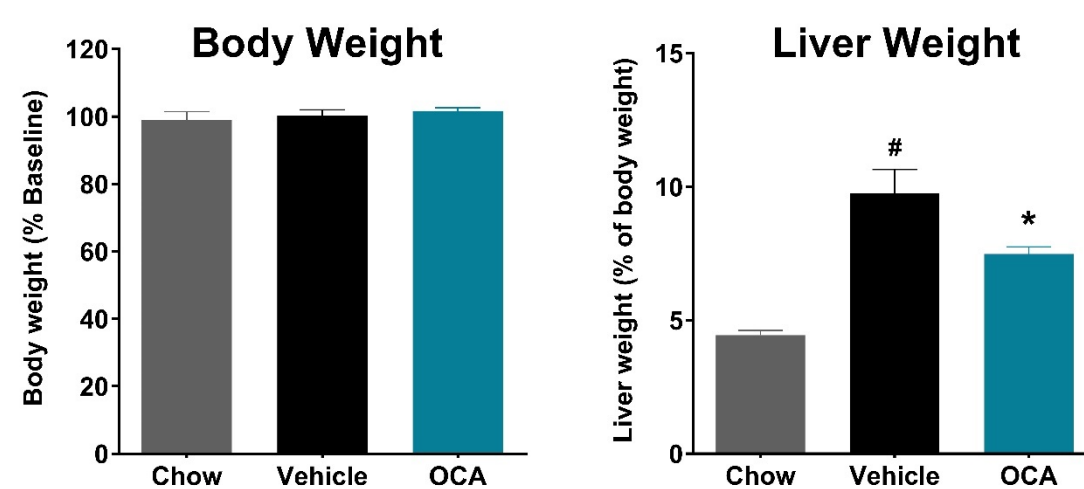 Body Weight
Body weight (% Baseline)
120
100
80
60
40
20
0
Chow Vehicle OCA
Liver Weight
Liver weight (% of body weight)
15
10
5
0
#
*
Chow Vehicle OCA